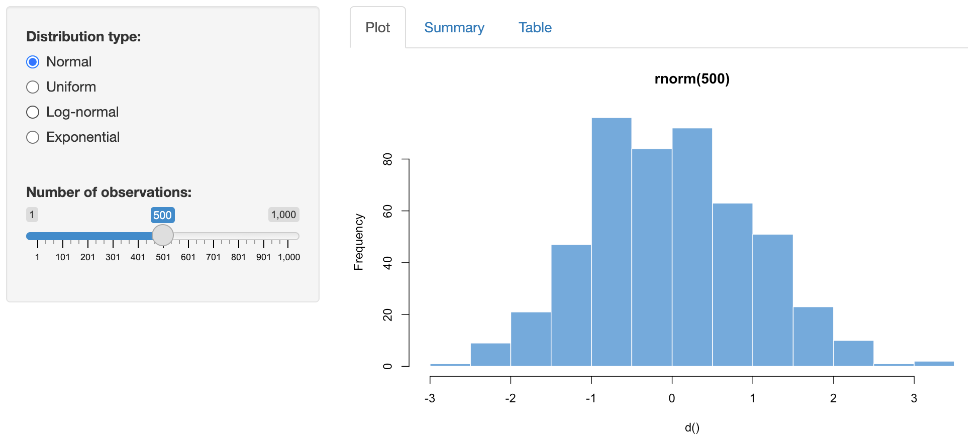 Distribution type:
Normal
Uniform
Log-normal
Exponential
Number of observations:
1 500 1,000
1 101 201 301 401 501 601 701 801 901 1,000
Plot Summary Table
rnorm(500)
Frequency
80
60
40
20
0
-3 -2 -1 0 1 2 3
d()